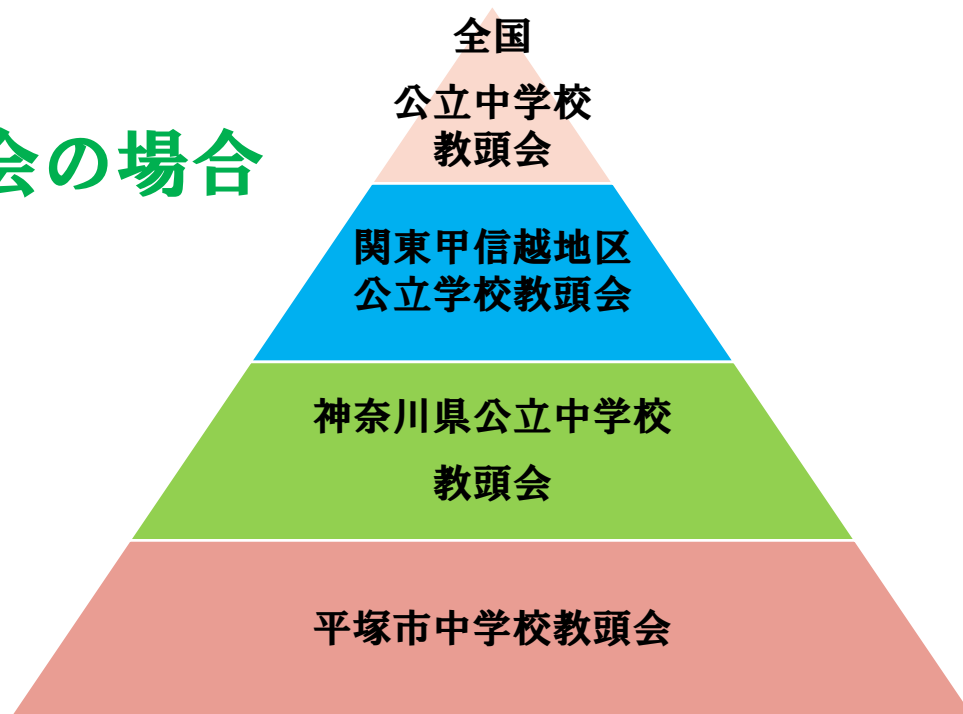 全国
公立中学校
教頭会
会の場合
関東甲信越地区
公立学校教頭会
神奈川県公立中学校
教頭会
平塚市中学校教頭会